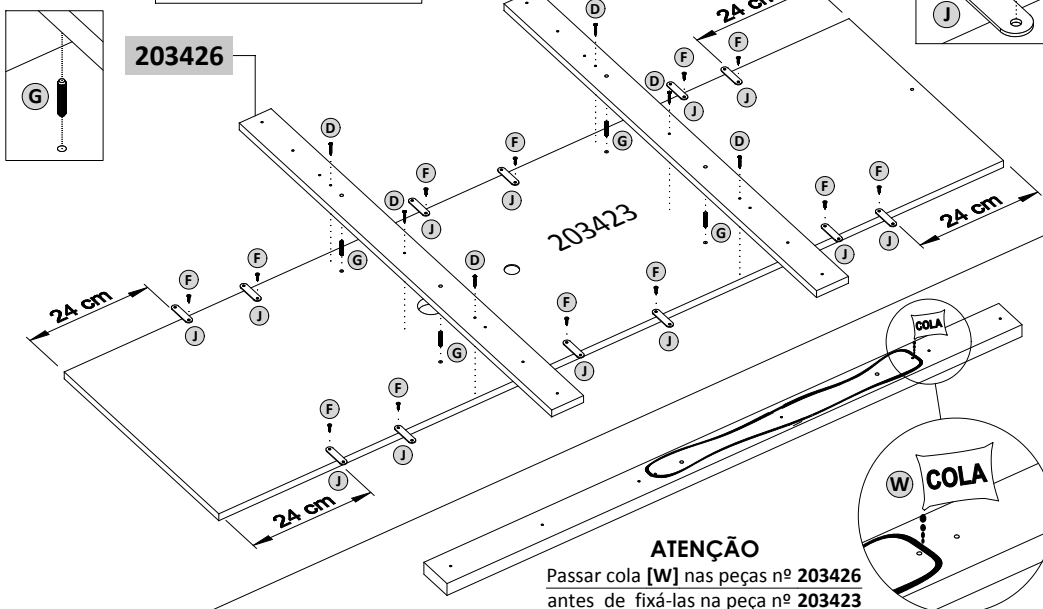 24 cm
J
D
F
203426
F
D
J
G
J
D
G
D
F
F
F
F
D
J
203423
G
24 cm
J
J
J
G
D
F
F
F
F
24 cm
J
J
J
COLA
G
J
F
F
W
COLA
J
J
24 cm
ATENÇÃO
Passar cola [W] nas peças nº 203426
antes de fixá-las na peça nº 203423